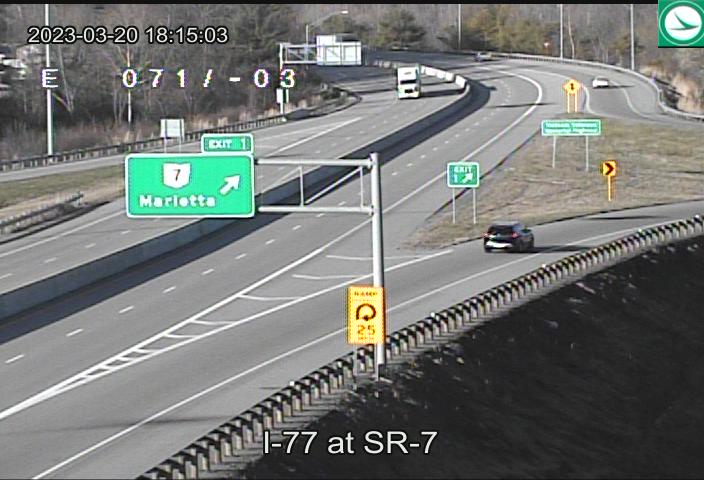 2023-03-20 18:15:03
E 071/-03
EXIT 1
7
Marietta
EXIT
1
1
25
I-77 at SR-7